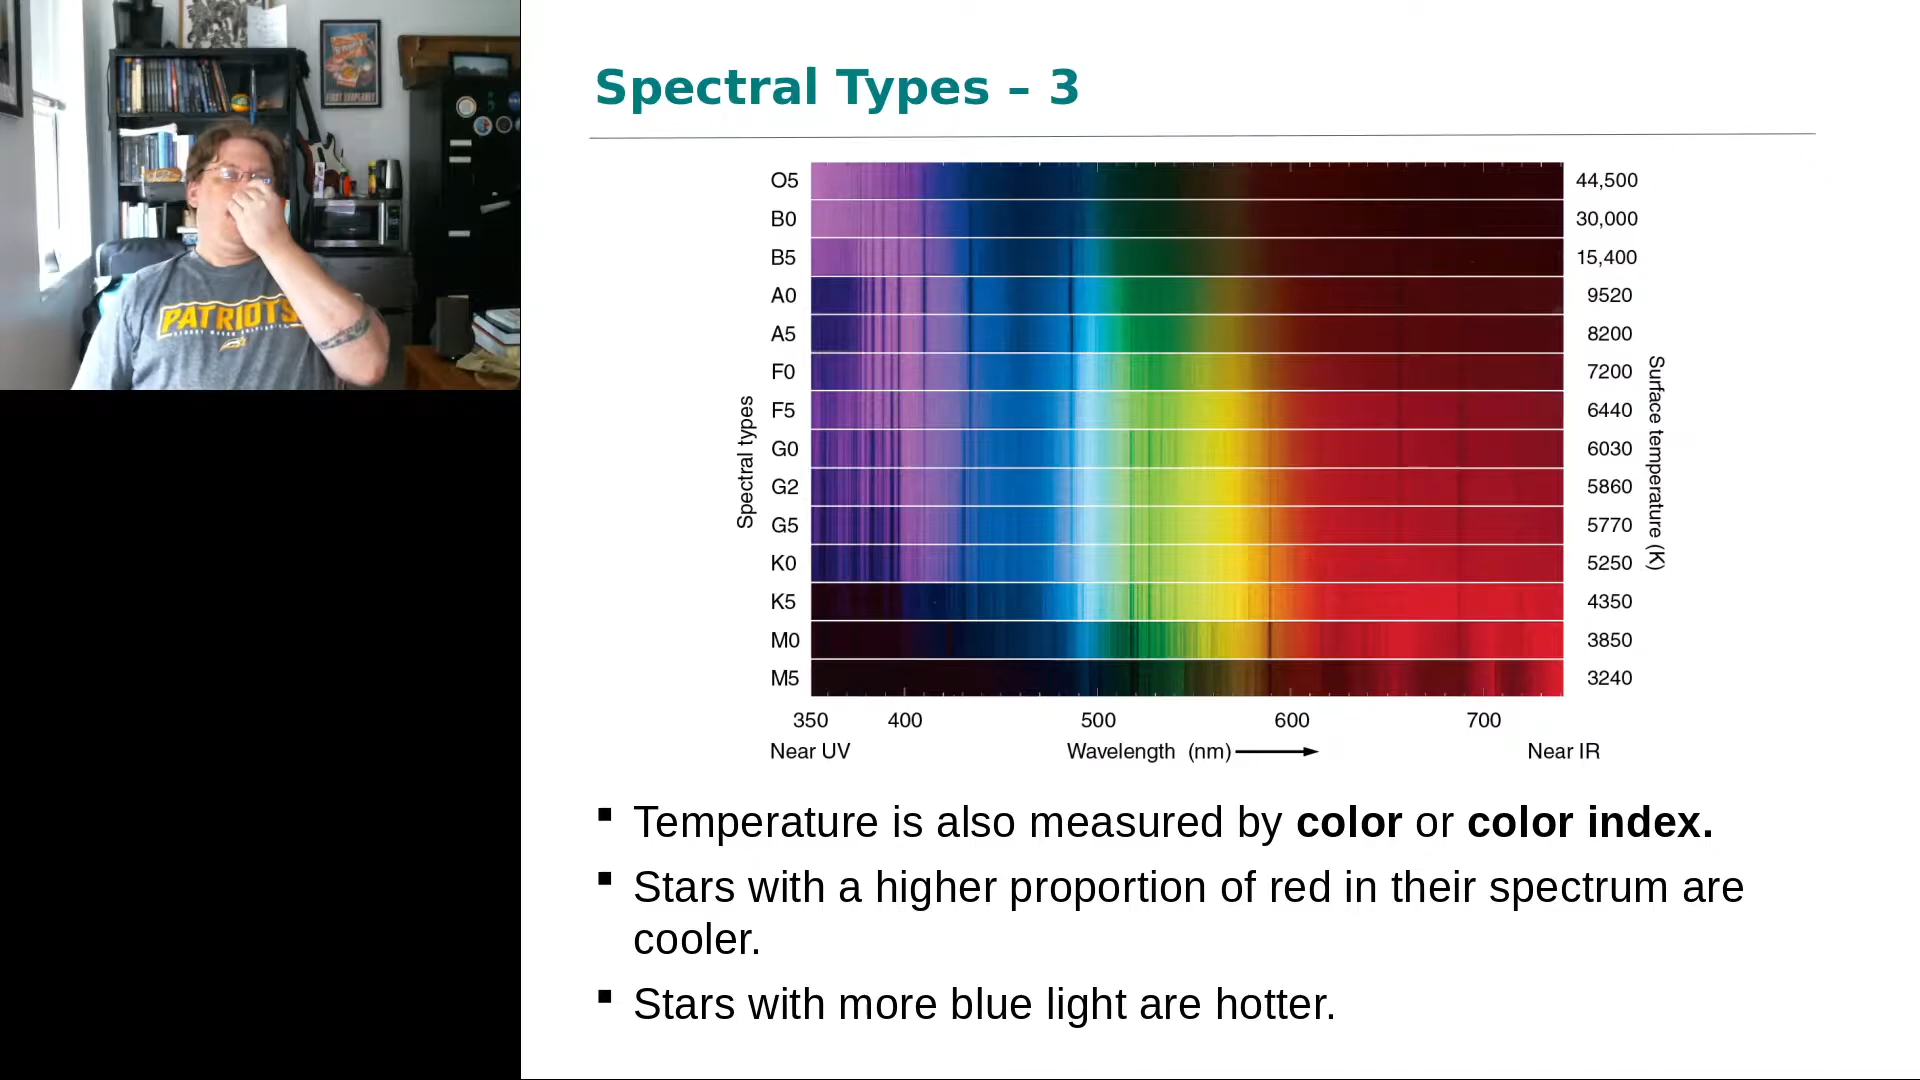 PATRIOTS
Spectral Types – 3
O5 44,500
B0 30,000
B5 15,400
A0 9520
A5 8200
F0 7200
F5 6440
G0 6030
G2 5860
G5 5770
K0 5250
K5 4350
M0 3850
M5 3240
Spectral types
Surface temperature (K)
350 400 500 600 700
Near UV Wavelength (nm) Near IR
Temperature is also measured by color or color index.
Stars with a higher proportion of red in their spectrum are
cooler.
Stars with more blue light are hotter.